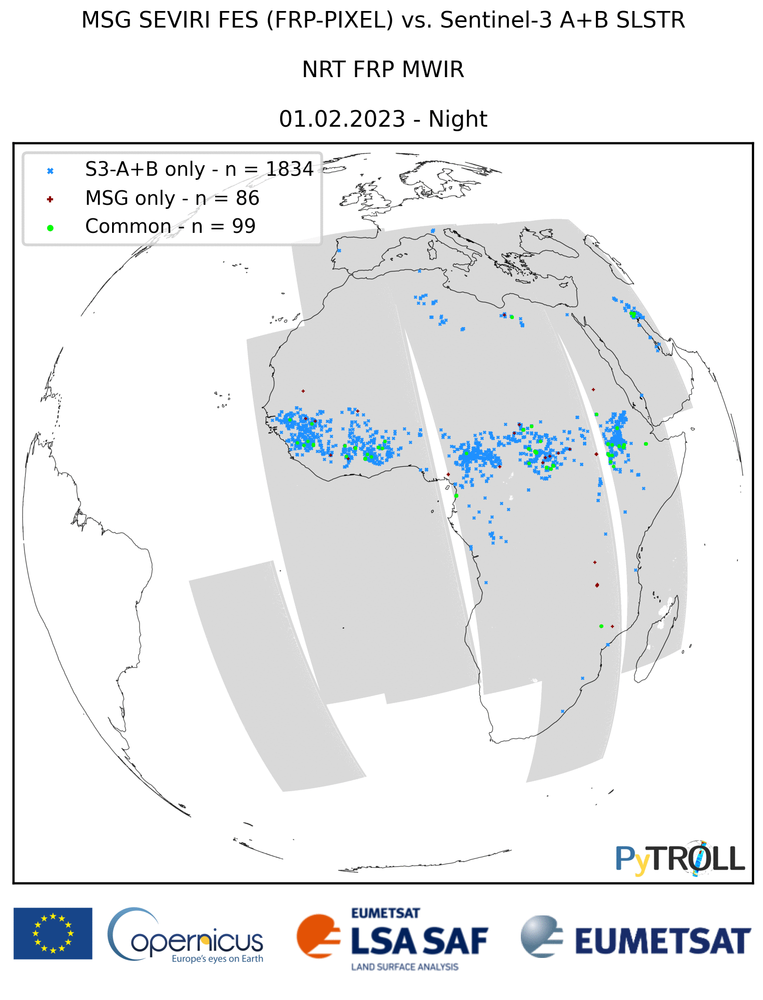 MSG SEVIRI FES (FRP-PIXEL) vs. Sentinel-3 A+B SLSTR
NRT FRP MWIR
01.02.2023 - Night
S3-A+B only - n = 1834
MSG only - n = 86
Common - n = 99
PyTROLL
opernicus
Europe's eyes on Earth
EUMETSAT
LSA SAF
LAND SURFACE ANALYSIS
EUMETSAT